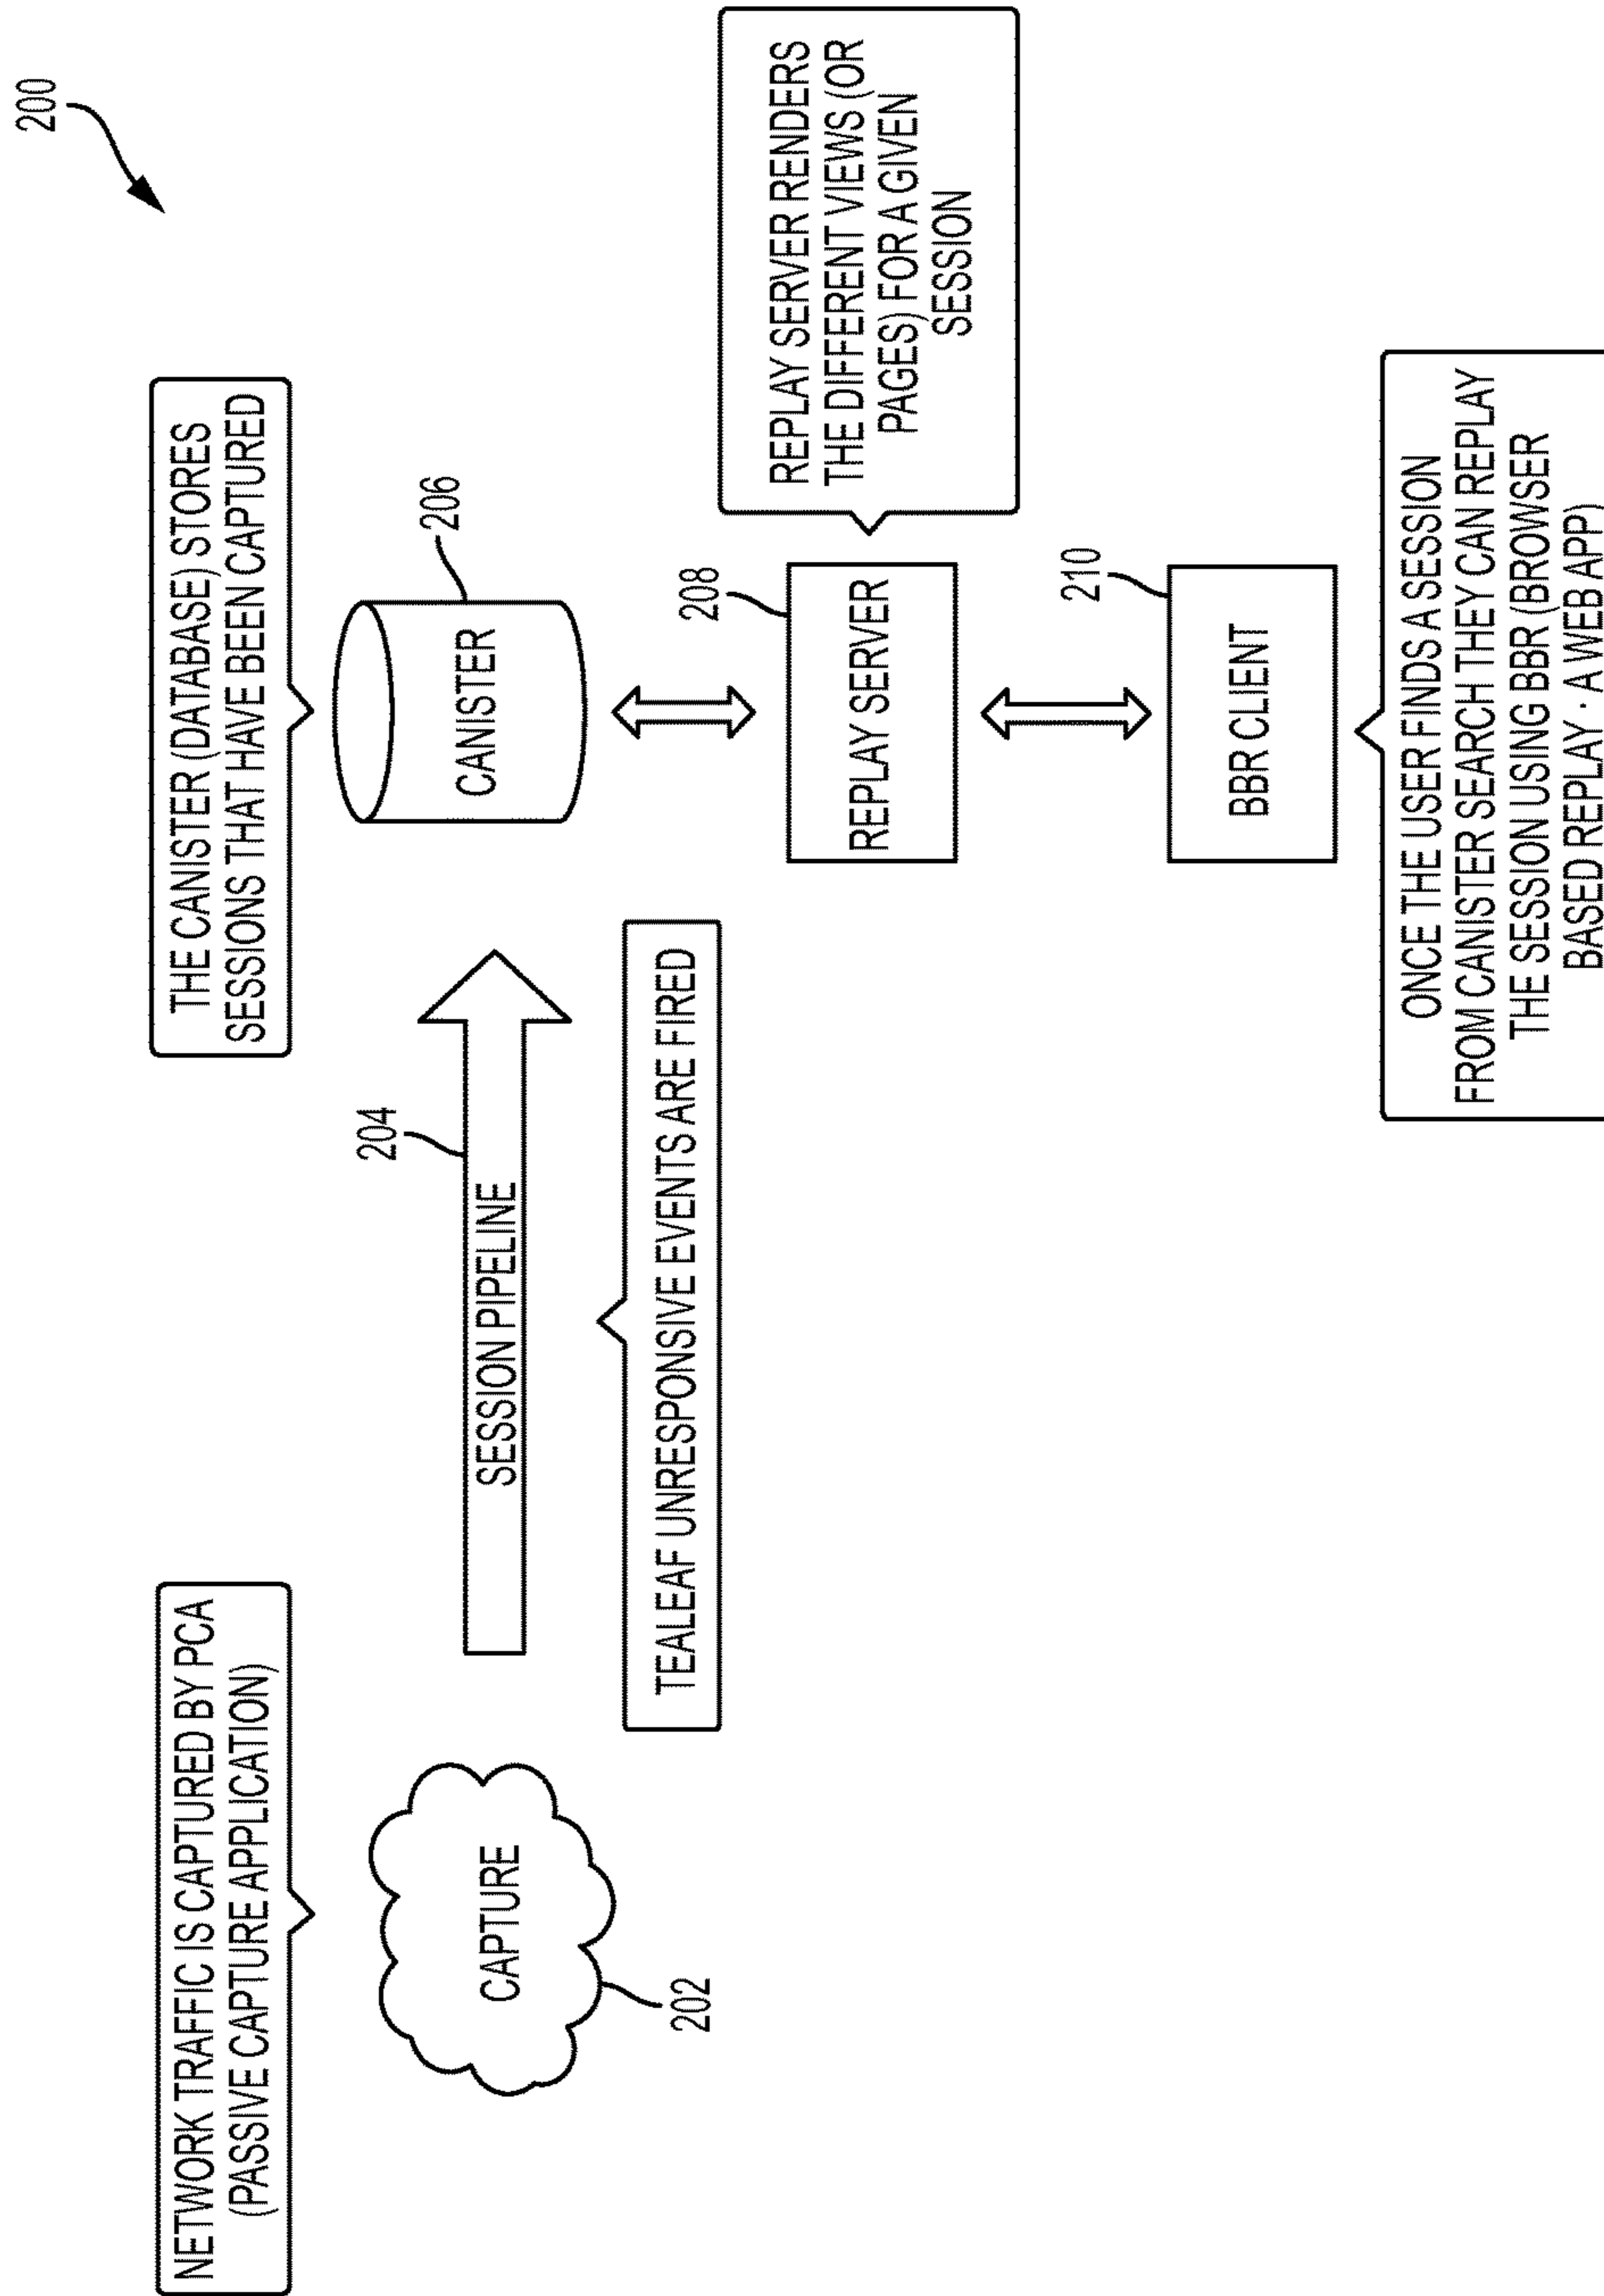 200
NETWORK TRAFFIC IS CAPTURED BY PCA
(PASSIVE CAPTURE APPLICATION)
THE CANISTER (DATABASE) STORES
SESSIONS THAT HAVE BEEN CAPTURED
CAPTURE
202
204
SESSION PIPELINE
TEALEAF UNRESPONSIVE EVENTS ARE FIRED
206
CANISTER
208
REPLAY SERVER
REPLAY SERVER RENDERS
THE DIFFERENT VIEWS (OR
PAGES) FOR A GIVEN
SESSION
210
BBR CLIENT
ONCE THE USER FINDS A SESSION
FROM CANISTER SEARCH THEY CAN REPLAY
THE SESSION USING BBR (BROWSER
BASED REPLAY · A WEB APP)